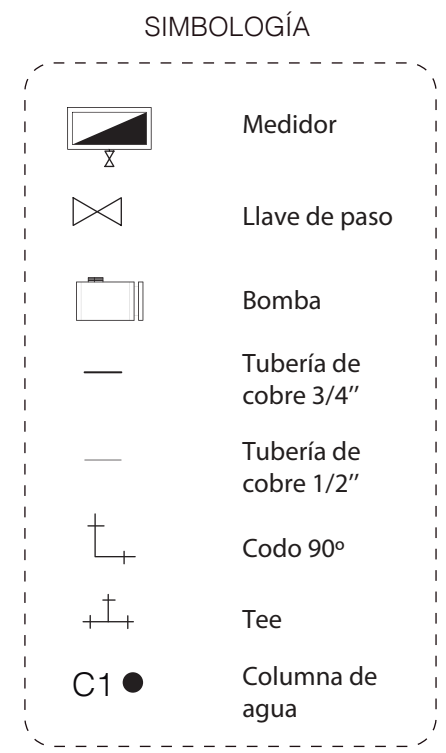 SIMBOLOGÍA
Medidor
Llave de paso
Bomba
Tubería de
cobre 3/4’’
Tubería de
cobre 1/2’’
Codo 90º
Tee
C1
Columna de
agua